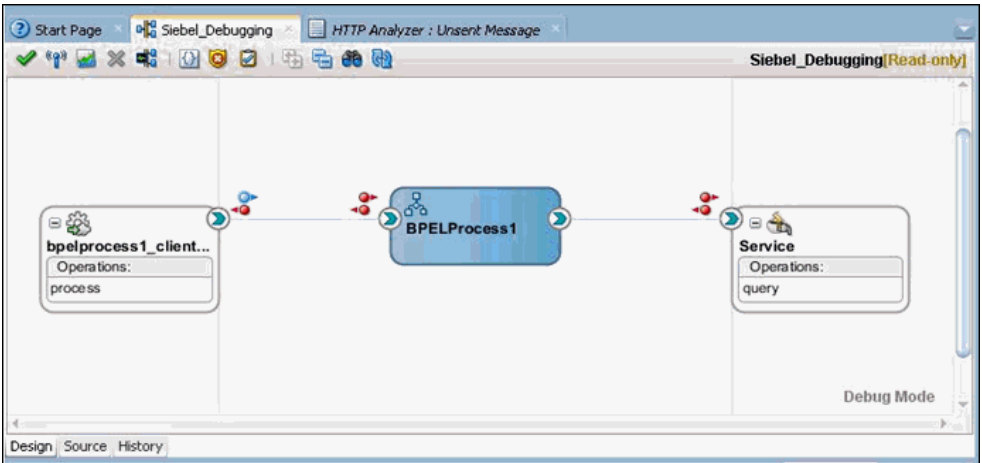 Start Page
Siebel_Debugging
HTTP Analyzer : Unsent Message
Siebel_Debugging[Read-only]
bpelprocess1_client...
Operations:
process
BPELProcess1
Service
Operations:
query
Debug Mode
Design Source History